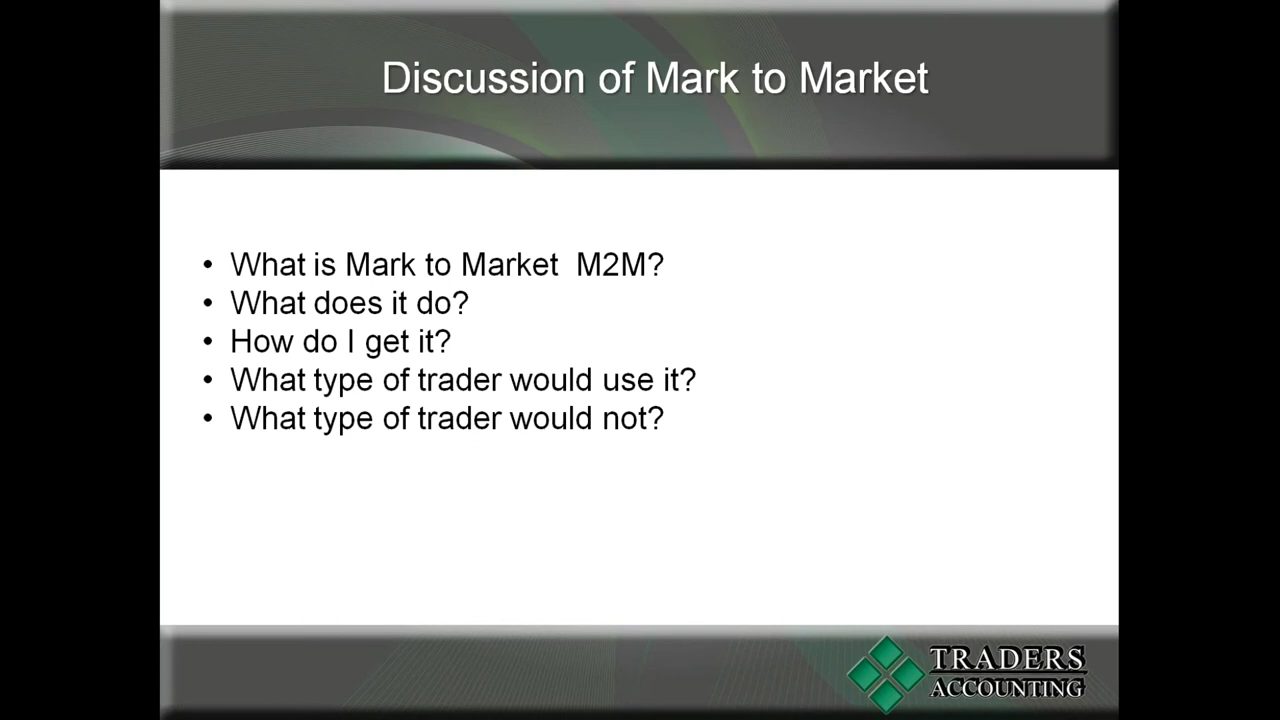 Discussion of Mark to Market
• What is Mark to Market  M2M?
• What does it do?
• How do I get it?
• What type of trader would use it?
• What type of trader would not?
TRADERS
ACCOUNTING